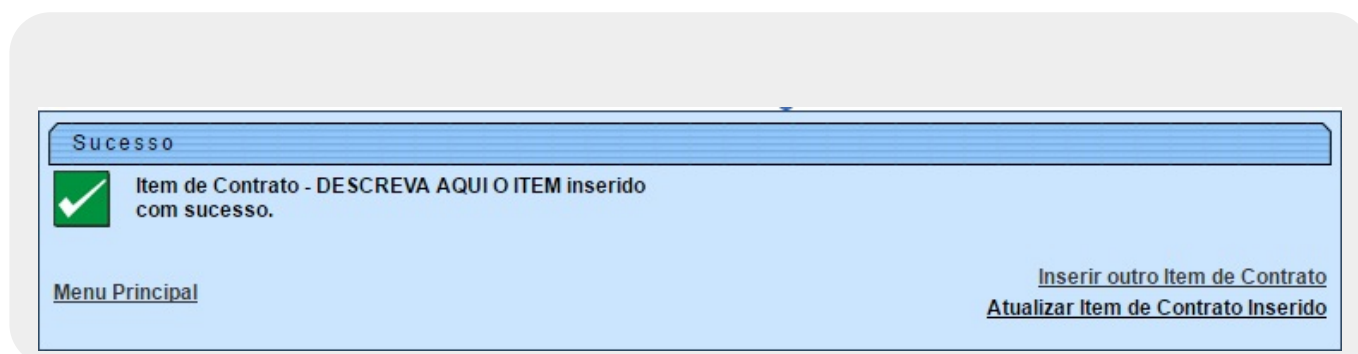 Sucesso
Item de Contrato - DESCREVA AQUI O ITEM inserido
com sucesso.
Menu Principal
Inserir outro Item de Contrato
Atualizar Item de Contrato Inserido